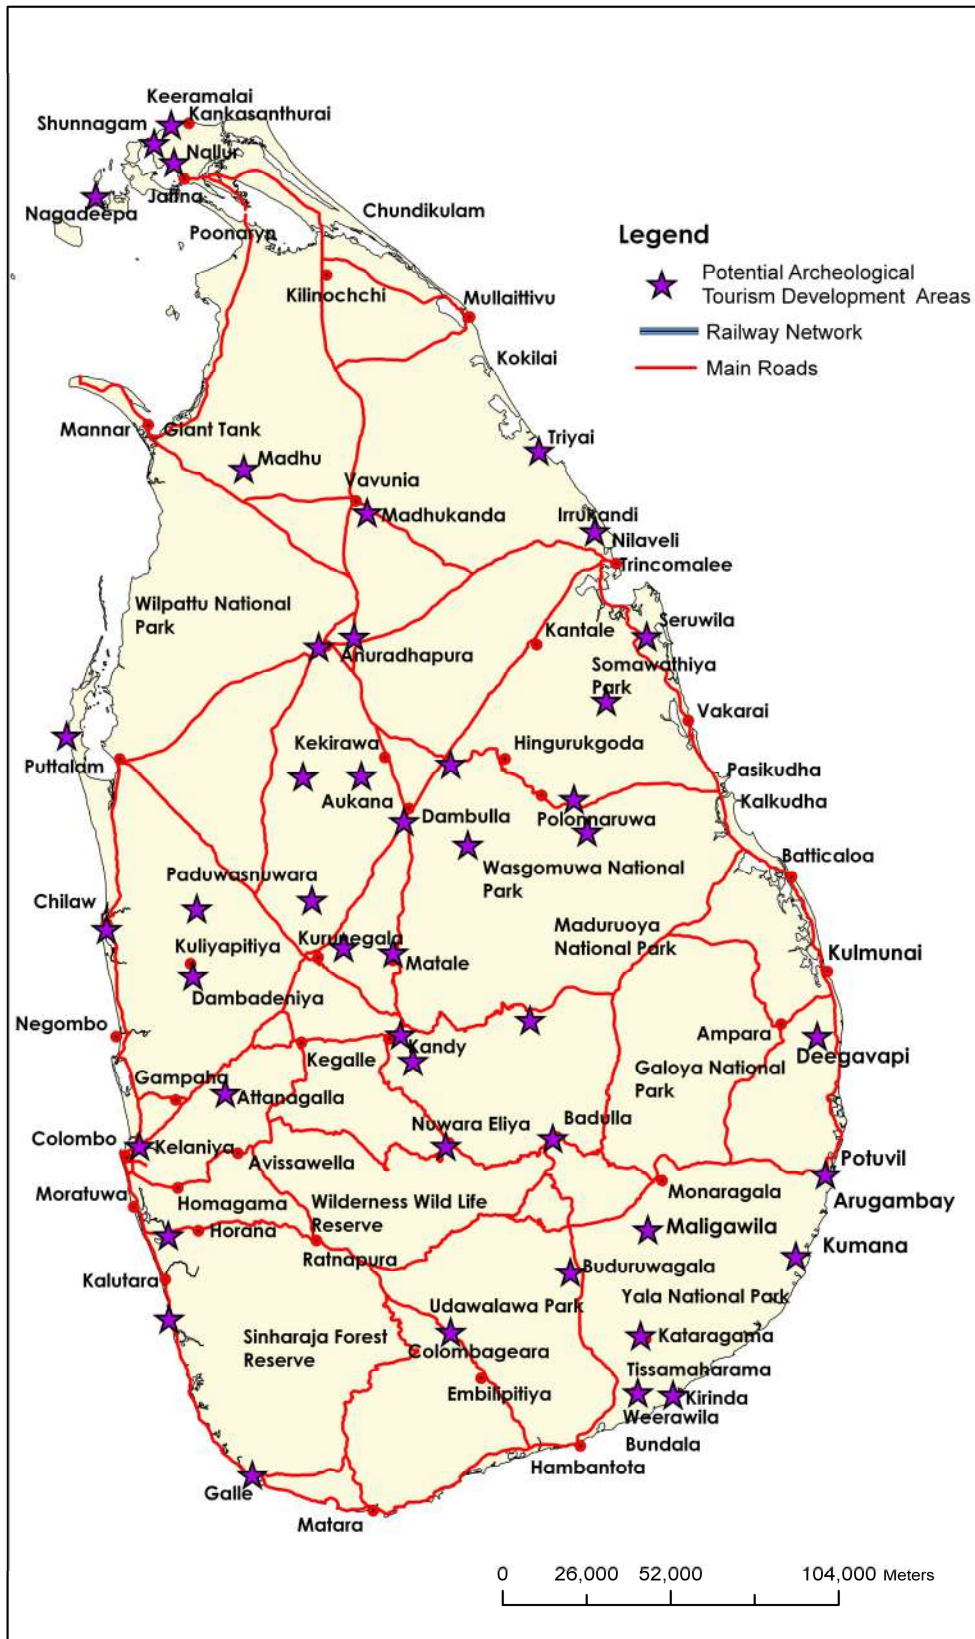 Keeramalai
Kankasanthurai
Shunnagam
Nallur
Jaffna
Nagadeepa
Chundikulam
Poonaryn
Legend
Potential Archeological
Tourism Development Areas
Railway Network
Main Roads
Kilinochchi
Mullaittivu
Kokilai
Mannar
Giant Tank
Triyai
Madhu
Vavunia
Madhukanda
Irrukandi
Nilaveli
Trincomalee
Wilpattu National
Park
Seruwila
Kantale
Anuradhapura
Somawathiya
Park
Vakarai
Kekirawa
Hingurukgoda
Puttalam
Pasikudha
Aukana
Kalkudha
Dambulla
Polonnaruwa
Batticaloa
Wasgomuwa National
Park
Paduwasnuwara
Chilaw
Maduruoya
National Park
Kuliyapitiya
Kurunegala
Matale
Kulmunai
Dambadeniya
Negombo
Ampara
Kegalle
Kandy
Deegavapi
Galoya National
Park
Gampaha
Attanagalla
Nuwara Eliya
Badulla
Colombo
Kelaniya
Avissawella
Potuvil
Moratuwa
Homagama
Wilderness Wild Life
Reserve
Monaragala
Arugambay
Horana
Maligawila
Kumana
Ratnapura
Kalutara
Buduruwagala
Yala National Park
Udawalawa Park
Sinharaja Forest
Reserve
Kataragama
Colombageara
Tissamaharama
Embilipitiya
Kirinda
Weerawila
Bundala
Hambantota
Galle
Matara
0 26,000 52,000 104,000 Meters